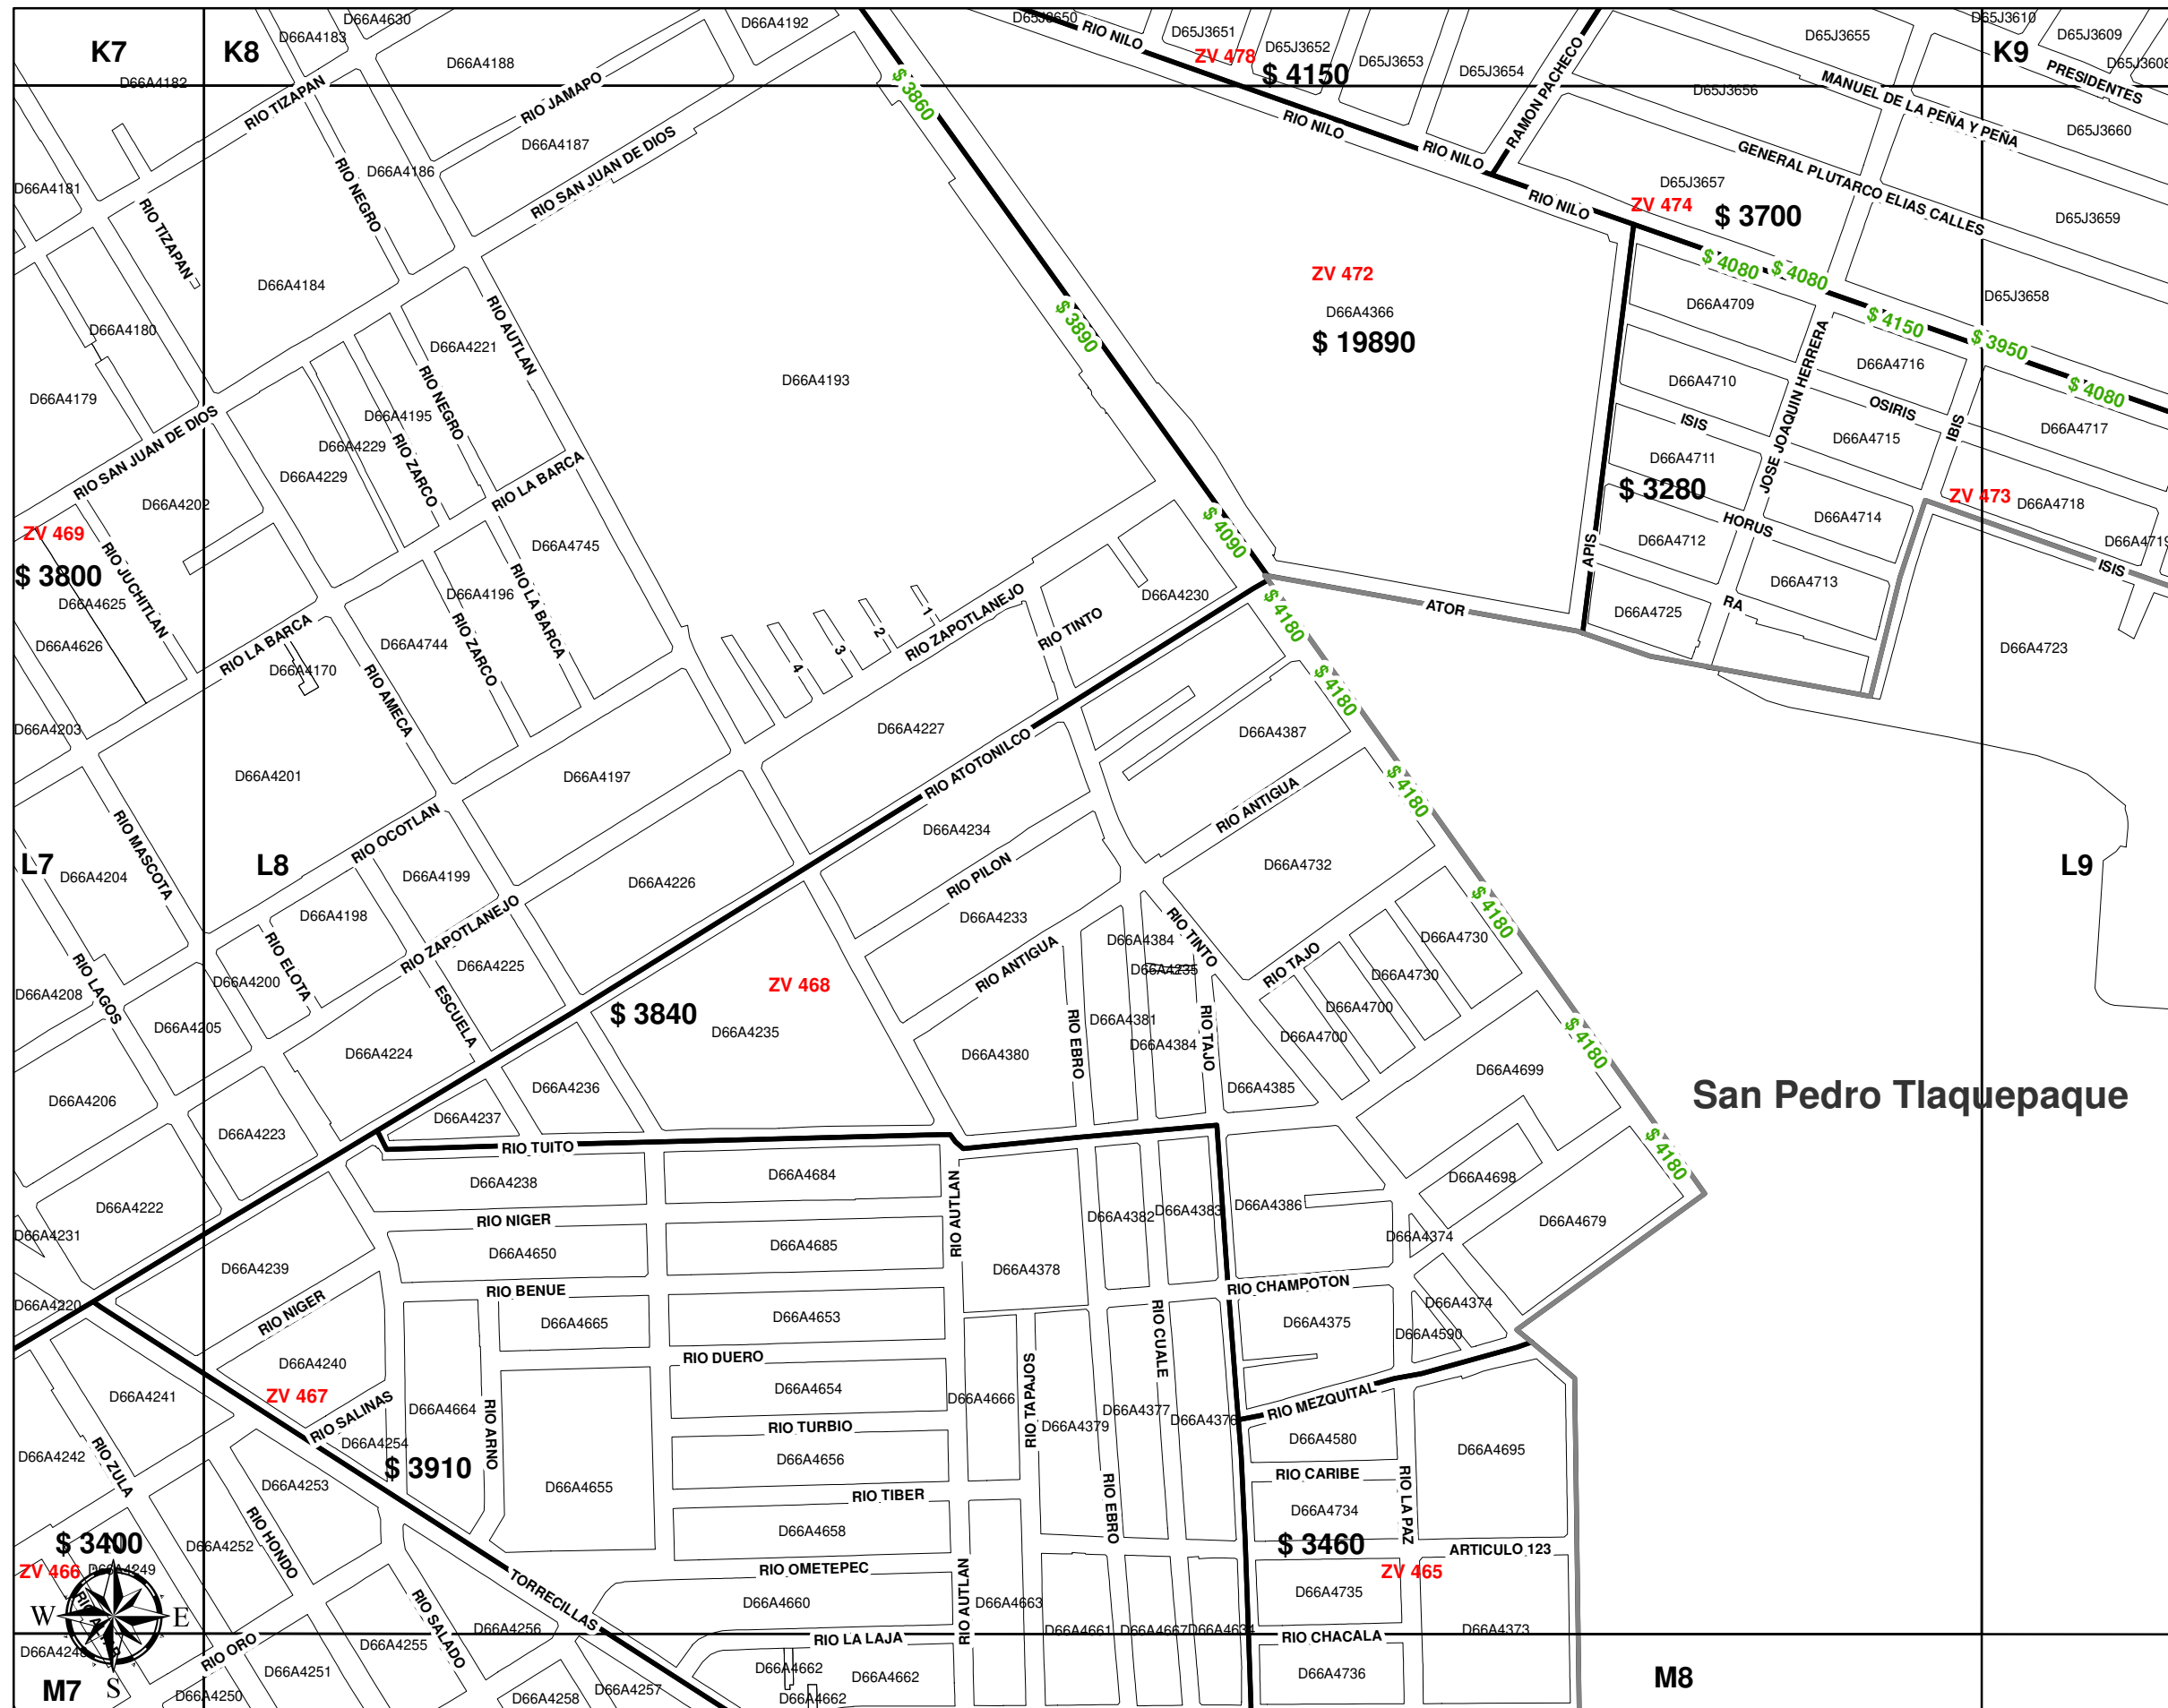 K7
K8
K9
L7
L8
L9
M7
M8
D66A4630
D66A4183
D66A4192
D65J3650
RIO NILO
D65J3651
ZV 478
D65J3652
$ 4150
D65J3653
D65J3654
RAMON PACHECO
D65J3655
D65J3610
D65J3609
D65J3608
PRESIDENTES
D66A4182
D66A4188
RIO JAMAPO
RIO TIZAPAN
$ 3860
RIO NILO
RIO NILO
D65J3656
MANUEL DE LA PEÑA Y PEÑA
D65J3660
D66A4187
D66A4186
RIO SAN JUAN DE DIOS
RIO NEGRO
D66A4181
RIO TIZAPAN
GENERAL PLUTARCO ELIAS CALLES
D65J3657
RIO NILO
ZV 474
$ 3700
D65J3659
D66A4184
ZV 472
D66A4366
$ 19890
$ 3890
$ 4080
$ 4080
$ 4150
$ 3950
$ 4080
D65J3658
D66A4709
D66A4180
D66A4221
RIO AUTLAN
RIO NEGRO
D66A4193
D66A4179
D66A4195
D66A4229
D66A4229
RIO ZARCO
RIO SAN JUAN DE DIOS
RIO LA BARCA
D66A4710
JOSE JOAQUIN HERRERA
D66A4716
OSIRIS
ISIS
IBIS
D66A4715
D66A4717
D66A4711
$ 3280
ZV 473
D66A4718
D66A4202
ZV 469
$ 3800
RIO JUCHITLAN
D66A4625
D66A4626
D66A4745
D66A4196
RIO LA BARCA
RIO ZARCO
D66A4744
$ 4090
D66A4230
HORUS
D66A4714
D66A4712
APIS
D66A4719
ISIS
D66A4713
D66A4725
RA
ATOR
$ 4180
D66A4723
1
2
3
4
RIO ZAPOTLANEJO
RIO TINTO
RIO LA BARCA
D66A4170
RIO AMECA
D66A4203
D66A4227
D66A4387
$ 4180
D66A4201
D66A4197
RIO ATOTONILCO
RIO ANTIGUA
$ 4180
RIO MASCOTA
RIO OCOTLAN
D66A4234
D66A4204
D66A4199
D66A4226
RIO PILON
D66A4732
D66A4198
RIO ZAPOTLANEJO
D66A4233
$ 4180
RIO ELOTA
D66A4384
RIO TINTO
D66A4730
RIO ANTIGUA
RIO TAJO
D66A4225
D66A4235
D66A4730
D66A4200
ZV 468
D66A4208
RIO LAGOS
ESCUELA
D66A4205
$ 3840
D66A4235
D66A4381
D66A4700
RIO EBRO
RIO TAJO
D66A4700
$ 4180
D66A4224
D66A4380
D66A4384
D66A4699
D66A4236
D66A4385
D66A4206
D66A4237
San Pedro Tlaquepaque
D66A4223
RIO TUITO
$ 4180
D66A4238
D66A4684
D66A4698
D66A4222
RIO AUTLAN
D66A4386
D66A4382
D66A4383
D66A4679
RIO NIGER
D66A4231
D66A4374
D66A4650
D66A4685
D66A4239
D66A4378
RIO CHAMPOTON
RIO BENUE
D66A4220
RIO NIGER
D66A4374
D66A4665
D66A4653
D66A4375
D66A4590
RIO CUALE
RIO DUERO
D66A4240
D66A4654
RIO TAPAJOS
D66A4666
RIO MEZQUITAL
ZV 467
D66A4241
RIO SALINAS
D66A4664
RIO ARNO
D66A4377
D66A4376
D66A4379
RIO TURBIO
D66A4254
D66A4580
D66A4695
D66A4242
RIO ZULA
$ 3910
D66A4656
RIO CARIBE
D66A4253
D66A4655
RIO TIBER
RIO EBRO
RIO LA PAZ
D66A4734
D66A4658
$ 3400
RIO HONDO
D66A4252
$ 3460
ARTICULO 123
ZV 466
D66A4249
RIO OMETEPEC
ZV 465
TORRECILLAS
RIO AUTLAN
D66A4735
D66A4660
D66A4663
N
W
E
S
RIO SALADO
D66A4256
D66A4661
D66A4667
D66A4634
D66A4373
D66A4248
RIO ORO
D66A4255
RIO LA LAJA
RIO CHACALA
D66A4251
D66A4662
D66A4662
D66A4736
D66A4250
D66A4258
D66A4257
D66A4662